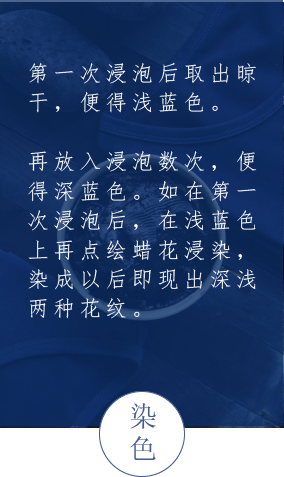 第一次浸泡后取出晾
干，便得浅蓝色。
再放入浸泡数次，便
得深蓝色。如在第一
次浸泡后，在浅蓝色
上再点绘蜡花浸染，
染成以后即现出深浅
两种花纹。
染
色